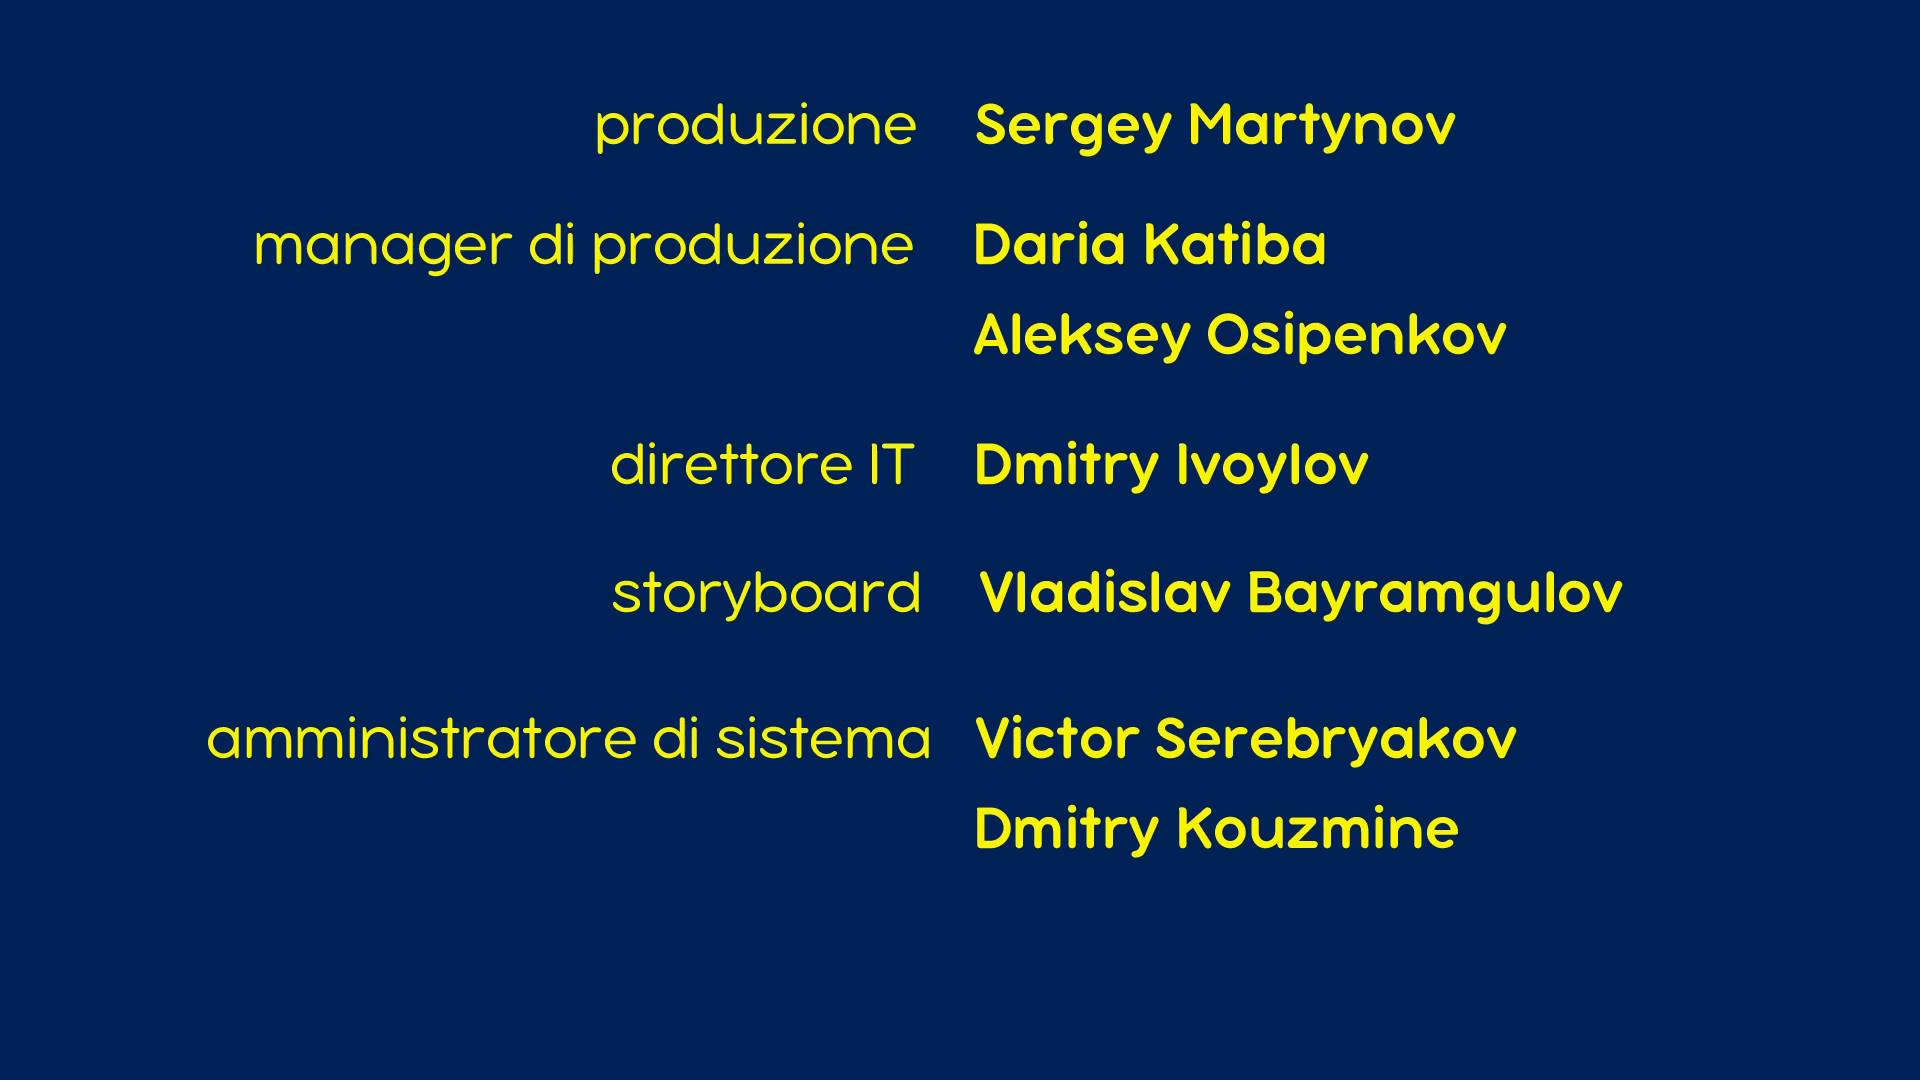 produzione Sergey Martynov
manager di produzione Daria Katiba
Aleksey Osipenkov
direttore IT Dmitry Ivoylov
storyboard Vladislav Bayramgulov
amministratore di sistema Victor Serebryakov
Dmitry Kouzmine